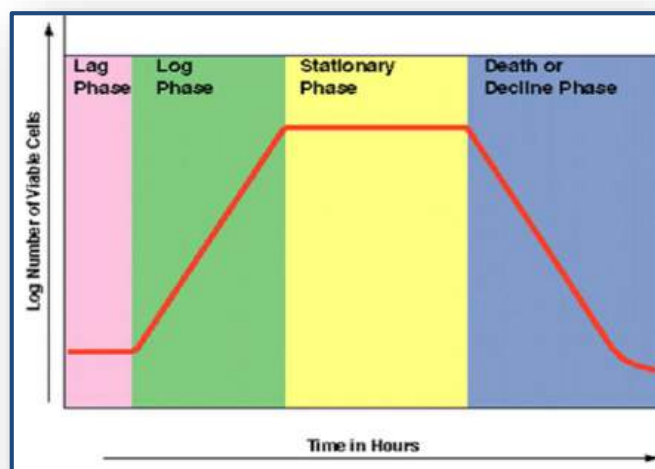 Lag
Phase
Log
Phase
Stationary
Phase
Death or
Decline Phase
Log Number of Viable Cells
Time in Hours